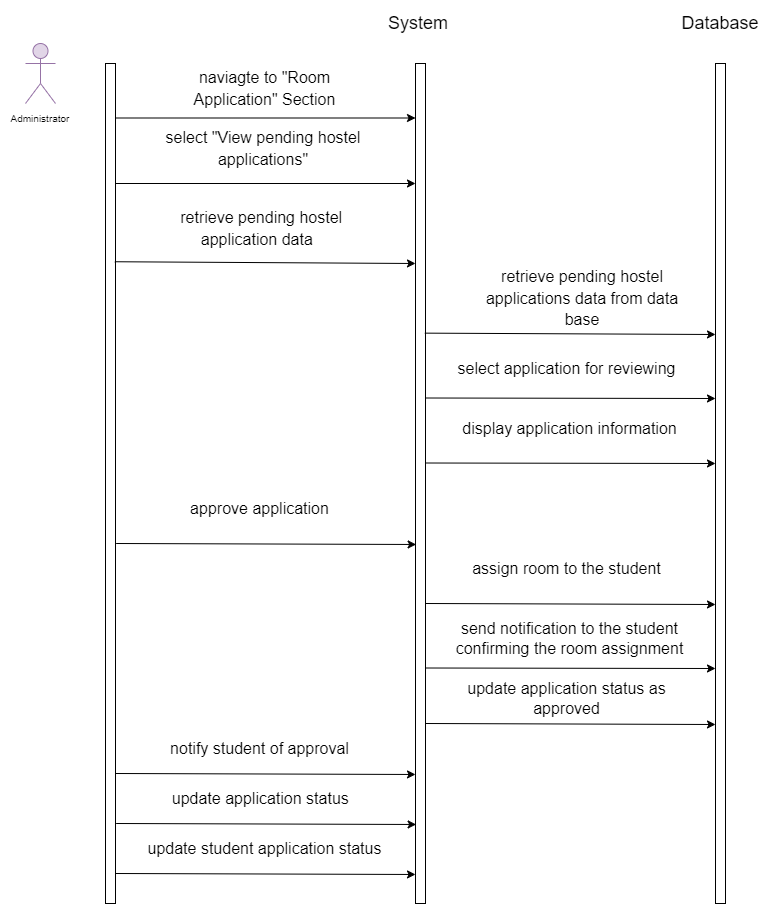 System
Database
Administrator
naviagte to "Room
Application" Section
select "View pending hostel
applications"
retrieve pending hostel
application data
retrieve pending hostel
applications data from data
base
select application for reviewing
display application information
approve application
assign room to the student
send notification to the student
confirming the room assignment
update application status as
approved
notify student of approval
update application status
update student application status